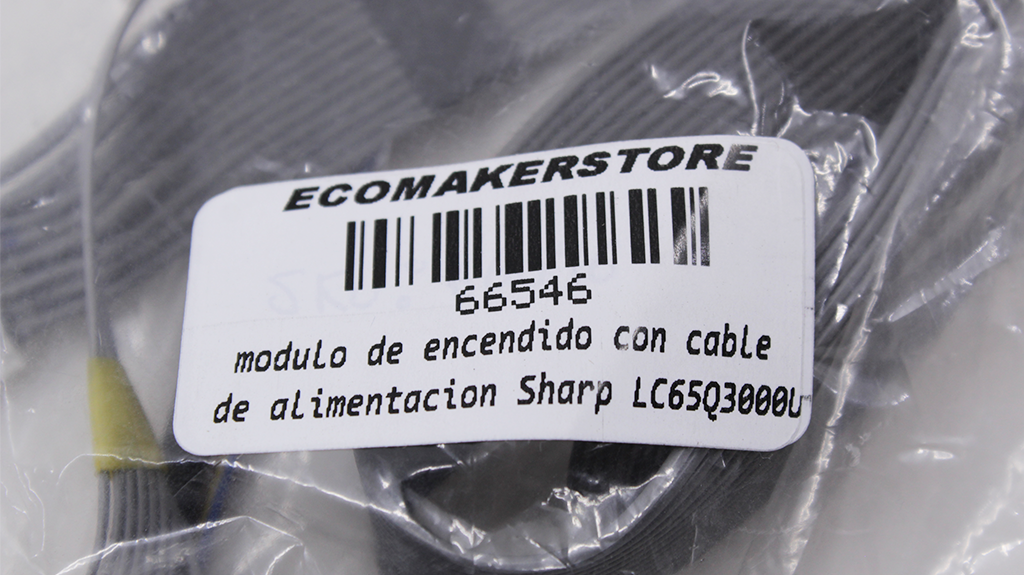 ECOMAKERSTORE
66546
modulo de encendido con cable
de alimentacion Sharp LC65Q3000U